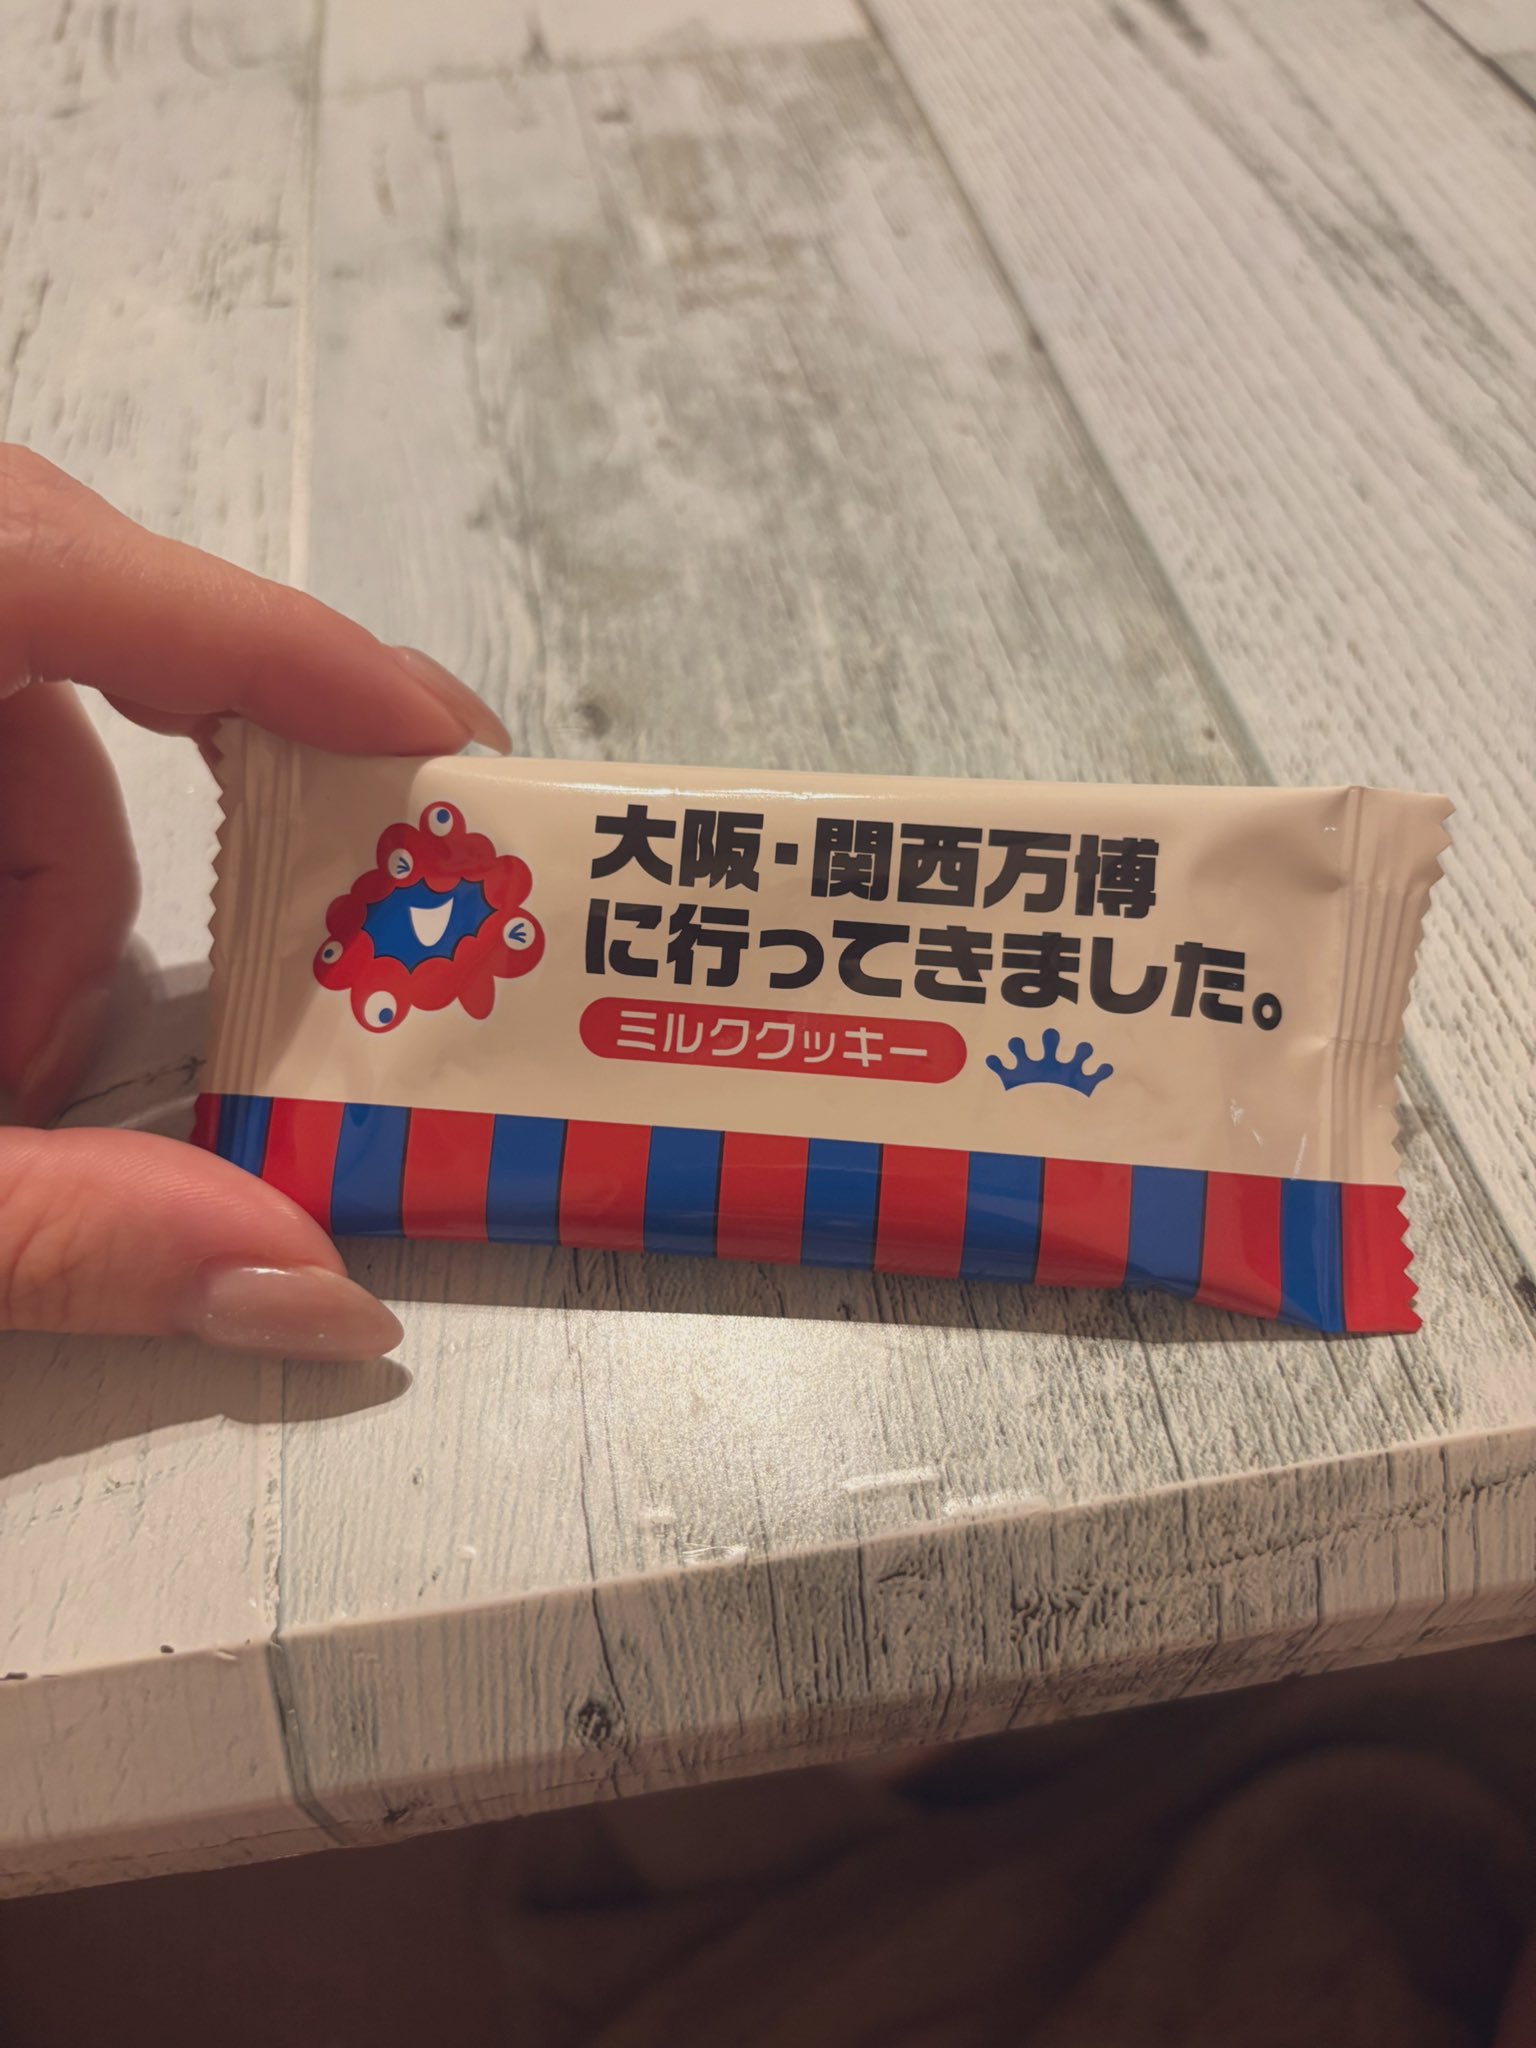 大阪・関西万博
に行ってきました。
ミルククッキー